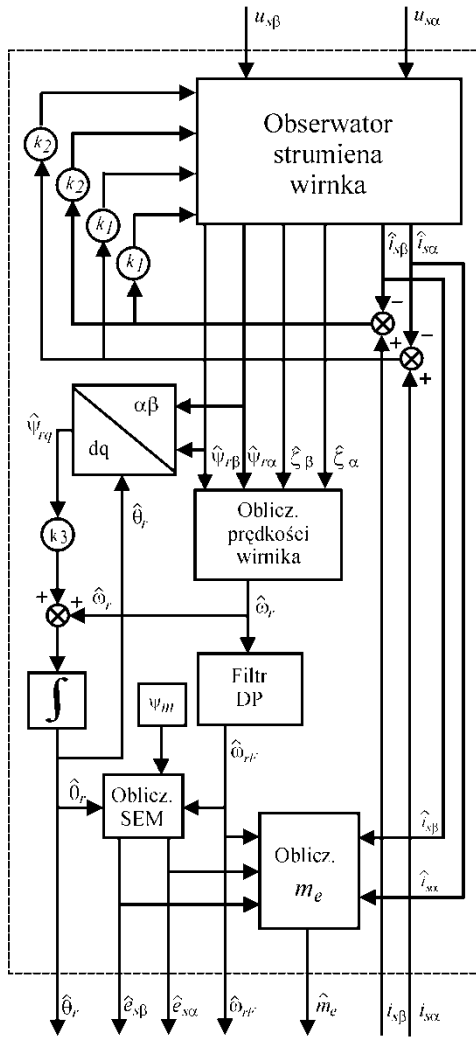 u_sβ u_sα
Obserwator
strumienia
wirnka
k2
k2
k1
k1
î_sβ î_sα
−
−
+
+
αβ
dq
ψ̂_rq
ψ̂_rβ ψ̂_rα ζ̂_β ζ̂_α
θ̂_r
k3
Oblicz.
prędkości
wirnika
+ + ω̂_r
ω̂_r
∫
Filtr
DP
ψ_m
ω̂_rF
θ̂_r
Oblicz.
SEM
î_sβ
Oblicz.
m_e
î_sα
θ̂_r ê_sβ ê_sα ω̂_rF m̂_e i_sβ i_sα